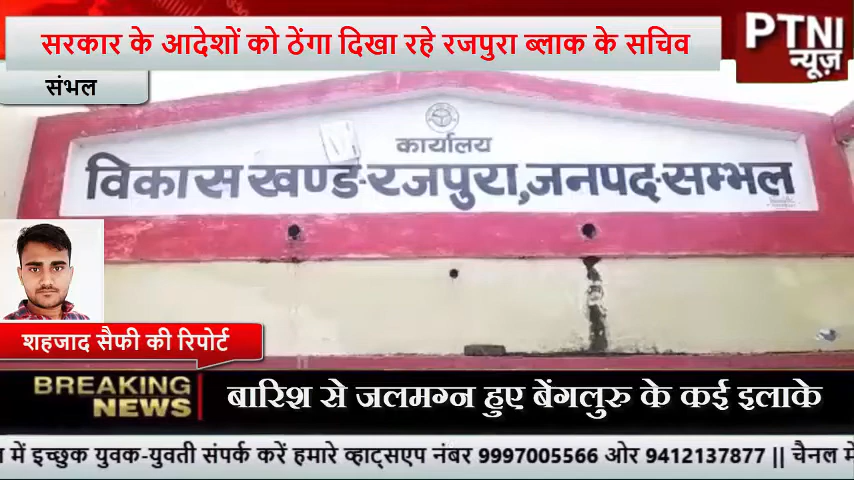 सरकार के आदेशों को ठेंगा दिखा रहे रजपुरा ब्लाक के सचिव
PTNI
न्यूज़
संभल
कार्यालय
विकास खण्ड-रजपुरा,जनपद-सम्भल
शहजाद सैफी की रिपोर्ट
BREAKING
NEWS
बारिश से जलमग्न हुए बेंगलुरु के कई इलाके
में इच्छुक युवक-युवती संपर्क करें हमारे व्हाट्सएप नंबर 9997005566 ओर 9412137877 || चैनल में